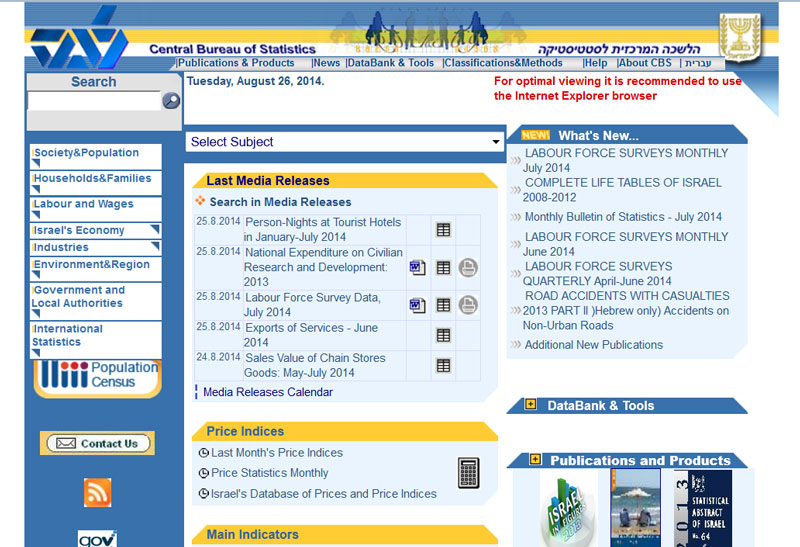 Central Bureau of Statistics
הלשכה המרכזית לסטטיסטיקה
|Publications & Products |News |DataBank & Tools |Classifications&Methods |Help |About CBS | עברית
Search
Tuesday, August 26, 2014.
For optimal viewing it is recommended to use
the Internet Explorer browser
Society&Population
Households&Families
Labour and Wages
Israel's Economy
Industries
Environment&Region
Government and
Local Authorities
International
Statistics
Population
Census
Contact Us
gov
Select Subject
Last Media Releases
Search in Media Releases
25.8.2014 Person-Nights at Tourist Hotels
in January-July 2014
25.8.2014 National Expenditure on Civilian
Research and Development:
2013
25.8.2014 Labour Force Survey Data,
July 2014
25.8.2014 Exports of Services - June
2014
24.8.2014 Sales Value of Chain Stores
Goods: May-July 2014
Media Releases Calendar
Price Indices
Last Month's Price Indices
Price Statistics Monthly
Israel's Database of Prices and Price Indices
Main Indicators
NEW! What's New...
LABOUR FORCE SURVEYS MONTHLY
July 2014
COMPLETE LIFE TABLES OF ISRAEL
2008-2012
Monthly Bulletin of Statistics - July 2014
LABOUR FORCE SURVEYS MONTHLY
June 2014
LABOUR FORCE SURVEYS
QUARTERLY April-June 2014
ROAD ACCIDENTS WITH CASUALTIES
2013 PART II )Hebrew only) Accidents on
Non-Urban Roads
Additional New Publications
DataBank & Tools
Publications and Products
ISRAEL
IN FIGURES
2013
2013
STATISTICAL
ABSTRACT
OF ISRAEL
No. 64